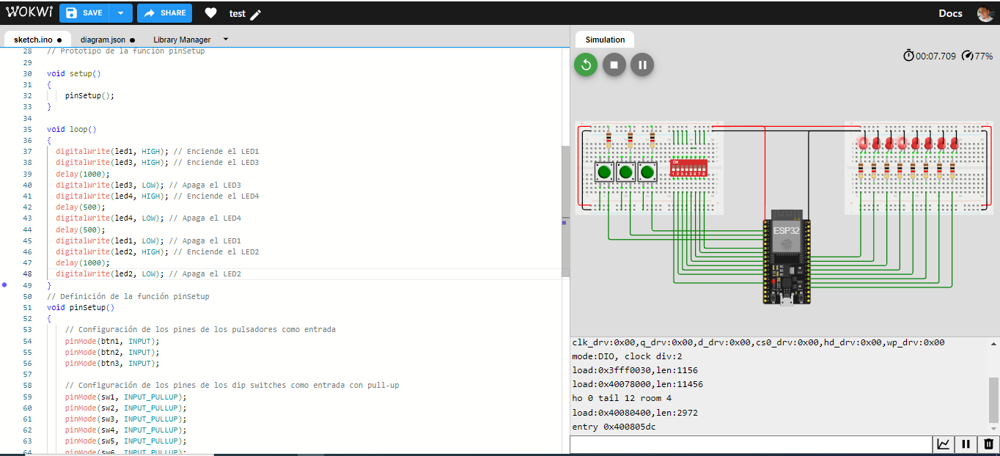 WOKWI SAVE SHARE test Docs
sketch.ino diagram.json Library Manager
28 // Prototipo de la función pinSetup
29
30 void setup()
31 {
32 pinSetup();
33 }
34
35 void loop()
36 {
37 digitalWrite(led1, HIGH); // Enciende el LED1
38 digitalWrite(led3, HIGH); // Enciende el LED3
39 delay(1000);
40 digitalWrite(led3, LOW); // Apaga el LED3
41 digitalWrite(led4, HIGH); // Enciende el LED4
42 delay(500);
43 digitalWrite(led4, LOW); // Apaga el LED4
44 delay(500);
45 digitalWrite(led1, LOW); // Apaga el LED1
46 digitalWrite(led2, HIGH); // Enciende el LED2
47 delay(1000);
48 digitalWrite(led2, LOW); // Apaga el LED2
49 }
50 // Definición de la función pinSetup
51 void pinSetup()
52 {
53 // Configuración de los pines de los pulsadores como entrada
54 pinMode(btn1, INPUT);
55 pinMode(btn2, INPUT);
56 pinMode(btn3, INPUT);
57
58 // Configuración de los pines de los dip switches como entrada con pull-up
59 pinMode(sw1, INPUT_PULLUP);
60 pinMode(sw2, INPUT_PULLUP);
61 pinMode(sw3, INPUT_PULLUP);
62 pinMode(sw4, INPUT_PULLUP);
63 pinMode(sw5, INPUT_PULLUP);
64 pinMode(sw6, INPUT_PULLUP);
Simulation
00:07.709 77%
ON
1 2 3 4 5 6 7 8
ESP32
clk_drv:0x00,q_drv:0x00,d_drv:0x00,cs0_drv:0x00,hd_drv:0x00,wp_drv:0x00
mode:DIO, clock div:2
load:0x3fff0030,len:1156
load:0x40078000,len:11456
ho 0 tail 12 room 4
load:0x40080400,len:2972
entry 0x400805dc